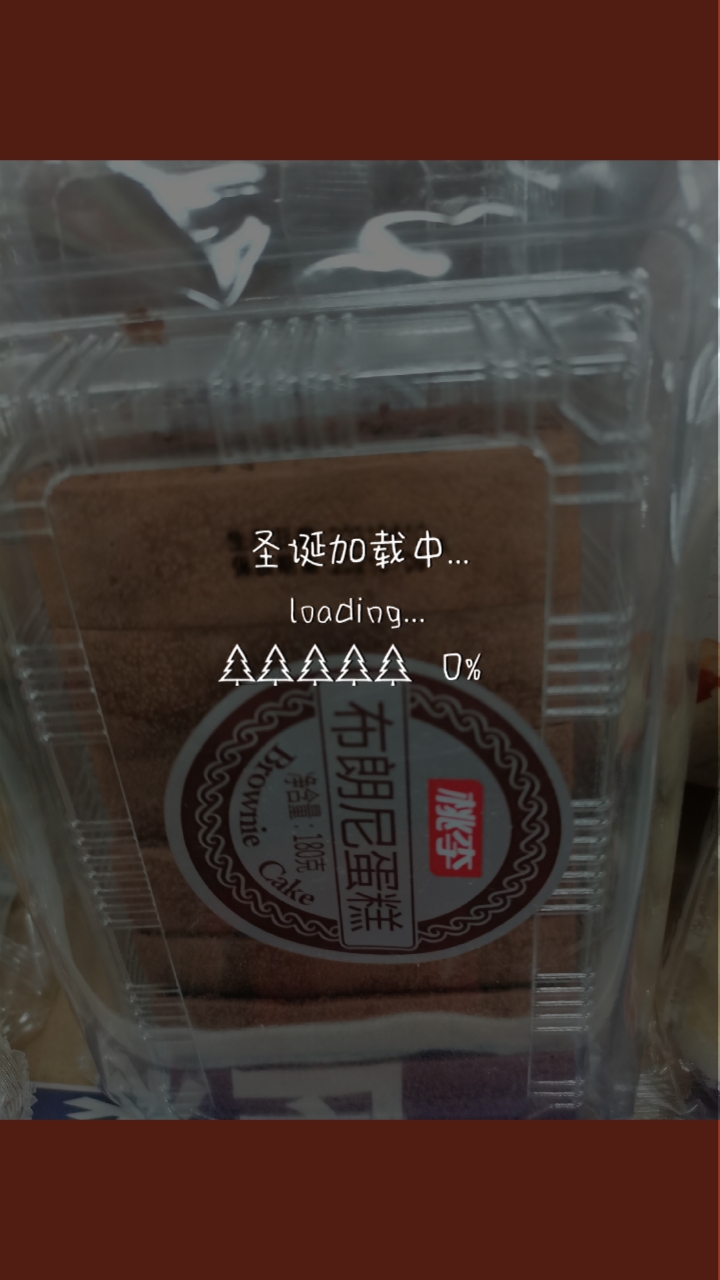 圣诞加载中...
loading...
0%
桃李
布朗尼蛋糕
净含量:180克
Brownie Cake